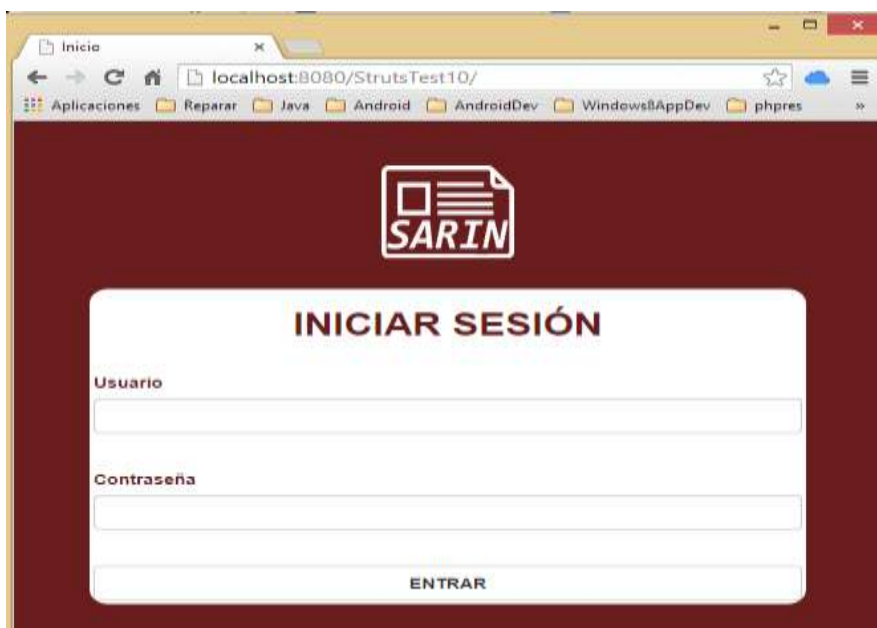 Inicio
localhost:8080/StrutsTest10/
Aplicaciones Reparar Java Android AndroidDev Windows8AppDev phpres »
SARIN
INICIAR SESIÓN
Usuario
Contraseña
ENTRAR